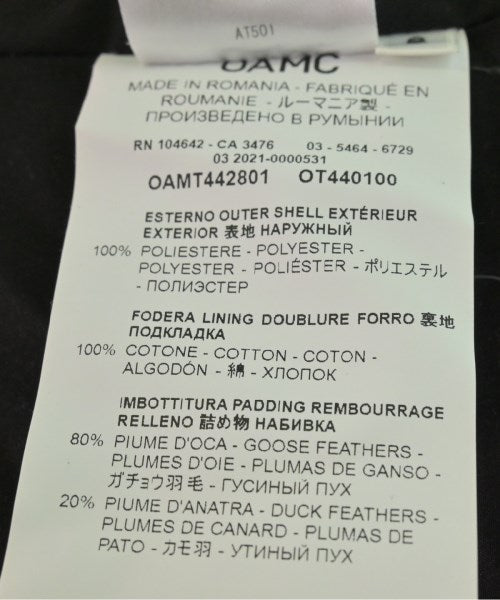 AT501
OAMC
MADE IN ROMANIA - FABRIQUÉ EN
ROUMANIE - ルーマニア製 -
ПРОИЗВЕДЕНО В РУМЫНИИ
RN 104642 - CA 3476 03 - 5464 - 6729
03 2021-0000531
OAMT442801 OT440100
ESTERNO OUTER SHELL EXTÉRIEUR
EXTERIOR 表地 НАРУЖНЫЙ
100% POLIESTERE - POLYESTER -
POLYESTER - POLIÉSTER - ポリエステル
- ПОЛИЭСТЕР
FODERA LINING DOUBLURE FORRO 裏地
ПОДКЛАДКА
100% COTONE - COTTON - COTON -
ALGODÓN - 綿 - ХЛОПОК
IMBOTTITURA PADDING REMBOURRAGE
RELLENO 詰め物 НАБИВКА
80% PIUME D'OCA - GOOSE FEATHERS -
PLUMES D'OIE - PLUMAS DE GANSO -
ガチョウ羽毛 - ГУСИНЫЙ ПУХ
20% PIUME D'ANATRA - DUCK FEATHERS -
PLUMES DE CANARD - PLUMAS DE
PATO - カモ羽 - УТИНЫЙ ПУХ